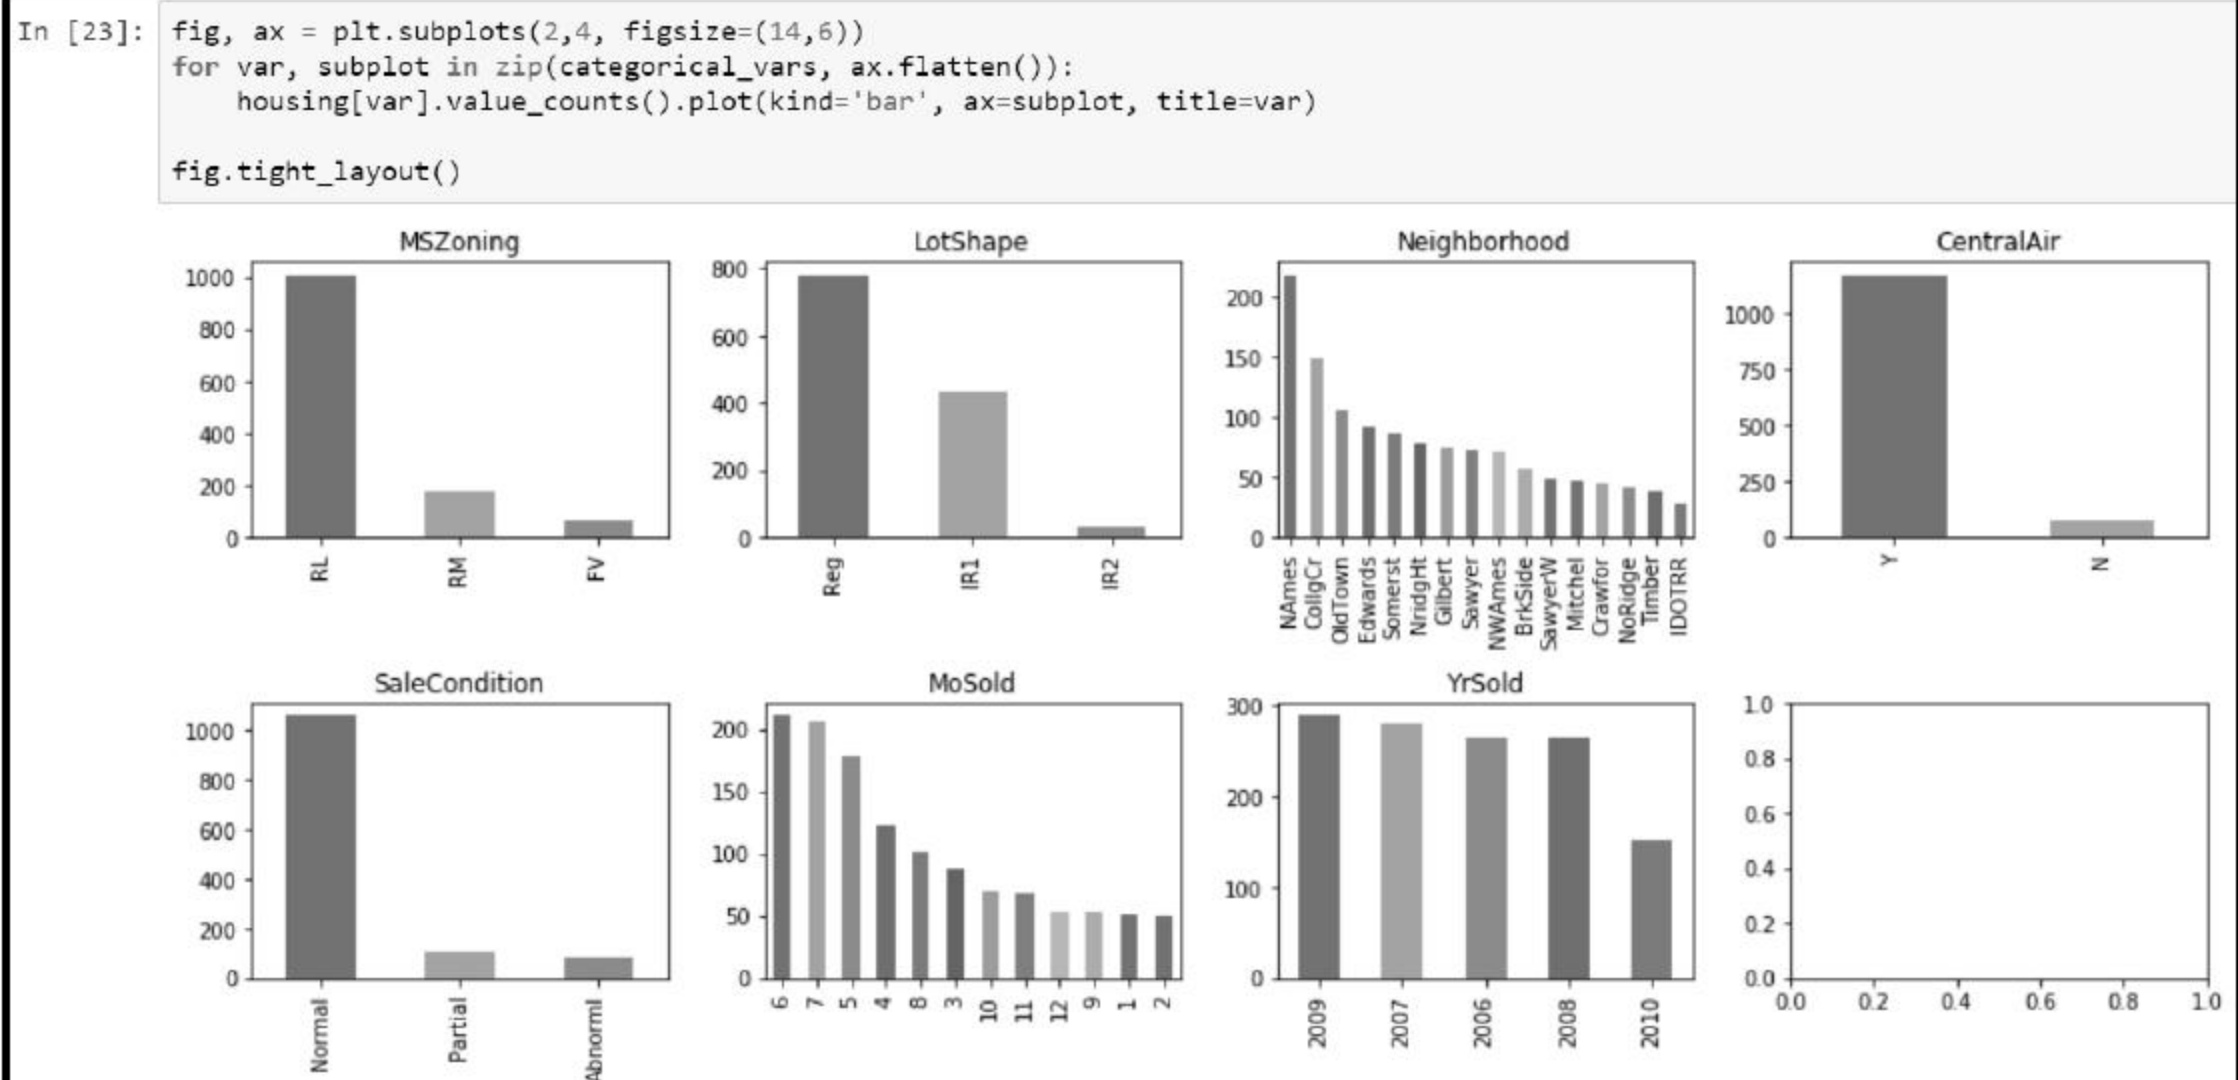 In [23]:
fig, ax = plt.subplots(2,4, figsize=(14,6))
for var, subplot in zip(categorical_vars, ax.flatten()):
    housing[var].value_counts().plot(kind='bar', ax=subplot, title=var)
fig.tight_layout()
MSZoning
1000
800
600
400
200
0
RL
RM
FV
LotShape
800
600
400
200
0
Reg
IR1
IR2
Neighborhood
200
150
100
50
0
NAmes
CollgCr
OldTown
Edwards
Somerst
NridgHt
Gilbert
Sawyer
NWAmes
BrkSide
SawyerW
Mitchel
Crawfor
NoRidge
Timber
IDOTRR
CentralAir
1000
750
500
250
0
Y
N
SaleCondition
1000
800
600
400
200
0
Normal
Partial
Abnorml
MoSold
200
150
100
50
0
6
7
5
4
8
3
10
11
12
9
1
2
YrSold
300
200
100
0
2009
2007
2006
2008
2010
1.0
0.8
0.6
0.4
0.2
0.0
0.0 0.2 0.4 0.6 0.8 1.0